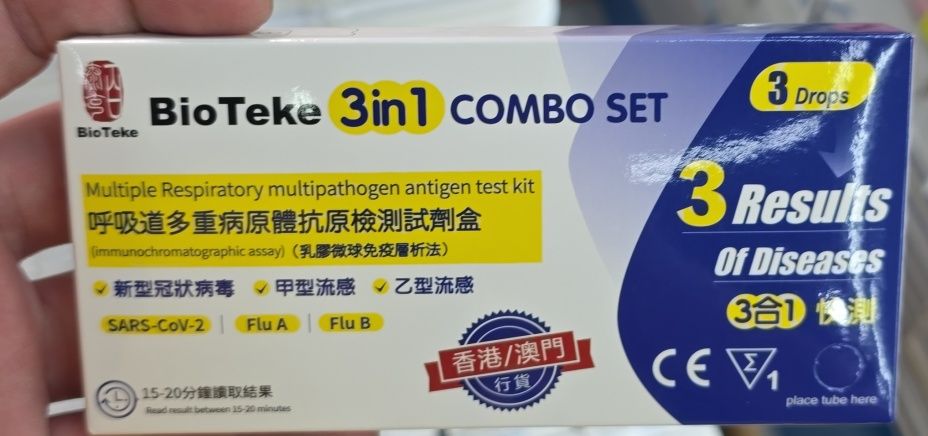 BioTeke
BioTeke 3in1 COMBO SET
3 Drops
Multiple Respiratory multipathogen antigen test kit
呼吸道多重病原體抗原檢測試劑盒
(immunochromatographic assay)（乳膠微球免疫層析法）
新型冠狀病毒 甲型流感 乙型流感
SARS-CoV-2 | Flu A | Flu B
3 Results
Of Diseases
3合1 快測
香港/澳門
行貨
CE Σ 1
15-20分鐘讀取結果
Read result between 15-20 minutes
place tube here